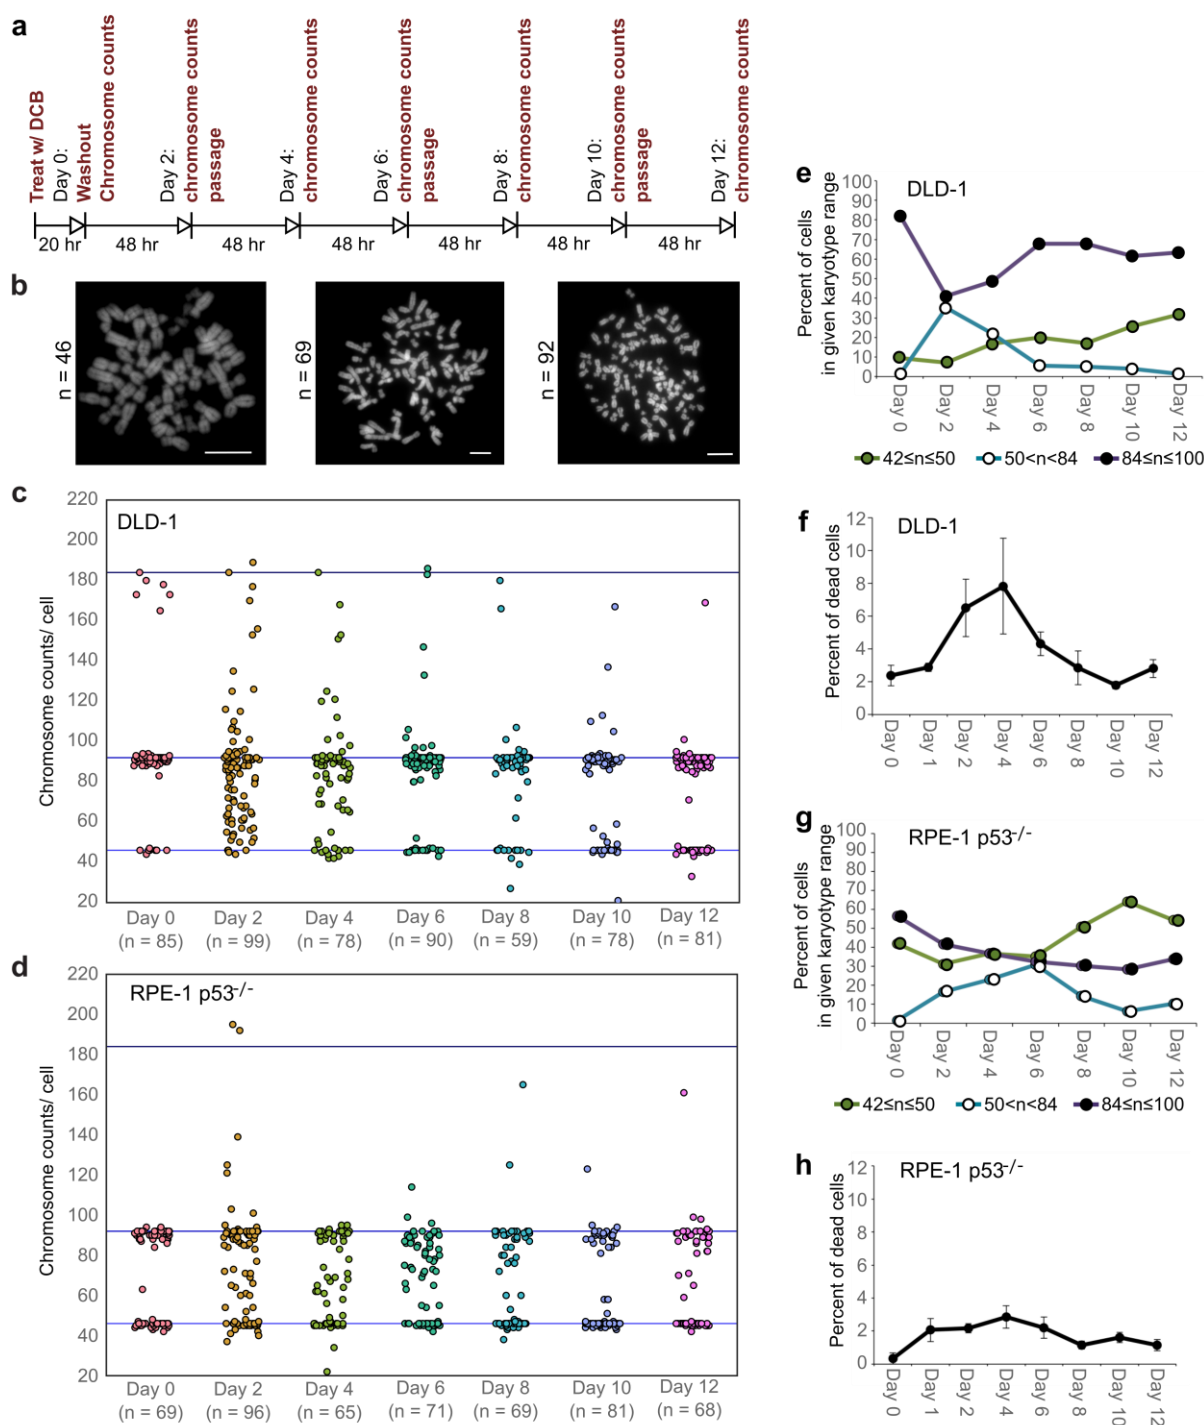 a
Treat w/ DCB
Day 0:
Washout
Chromosome counts
Day 2:
chromosome counts
passage
Day 4:
chromosome counts
Day 6:
chromosome counts
passage
Day 8:
chromosome counts
Day 10:
chromosome counts
passage
Day 12:
chromosome counts
20 hr
48 hr
48 hr
48 hr
48 hr
48 hr
48 hr
b
n = 46
n = 69
n = 92
c
DLD-1
Chromosome counts/ cell
220
200
180
160
140
120
100
80
60
40
20
Day 0 Day 2 Day 4 Day 6 Day 8 Day 10 Day 12
(n = 85) (n = 99) (n = 78) (n = 90) (n = 59) (n = 78) (n = 81)
d
RPE-1 p53-/-
Chromosome counts/ cell
220
200
180
160
140
120
100
80
60
40
20
Day 0 Day 2 Day 4 Day 6 Day 8 Day 10 Day 12
(n = 69) (n = 96) (n = 65) (n = 71) (n = 69) (n = 81) (n = 68)
e
DLD-1
Percent of cells
in given karyotype range
100
90
80
70
60
50
40
30
20
10
0
Day 0
Day 2
Day 4
Day 6
Day 8
Day 10
Day 12
42≤n≤50 50<n<84 84≤n≤100
f
DLD-1
Percent of dead cells
12
10
8
6
4
2
0
Day 0
Day 1
Day 2
Day 4
Day 6
Day 8
Day 10
Day 12
g
RPE-1 p53-/-
Percent of cells
in given karyotype range
100
90
80
70
60
50
40
30
20
10
0
Day 0
Day 2
Day 4
Day 6
Day 8
Day 10
Day 12
42≤n≤50 50<n<84 84≤n≤100
h
RPE-1 p53-/-
Percent of dead cells
12
10
8
6
4
2
0
Day 0
Day 1
Day 2
Day 4
Day 6
Day 8
Day 10
Day 12